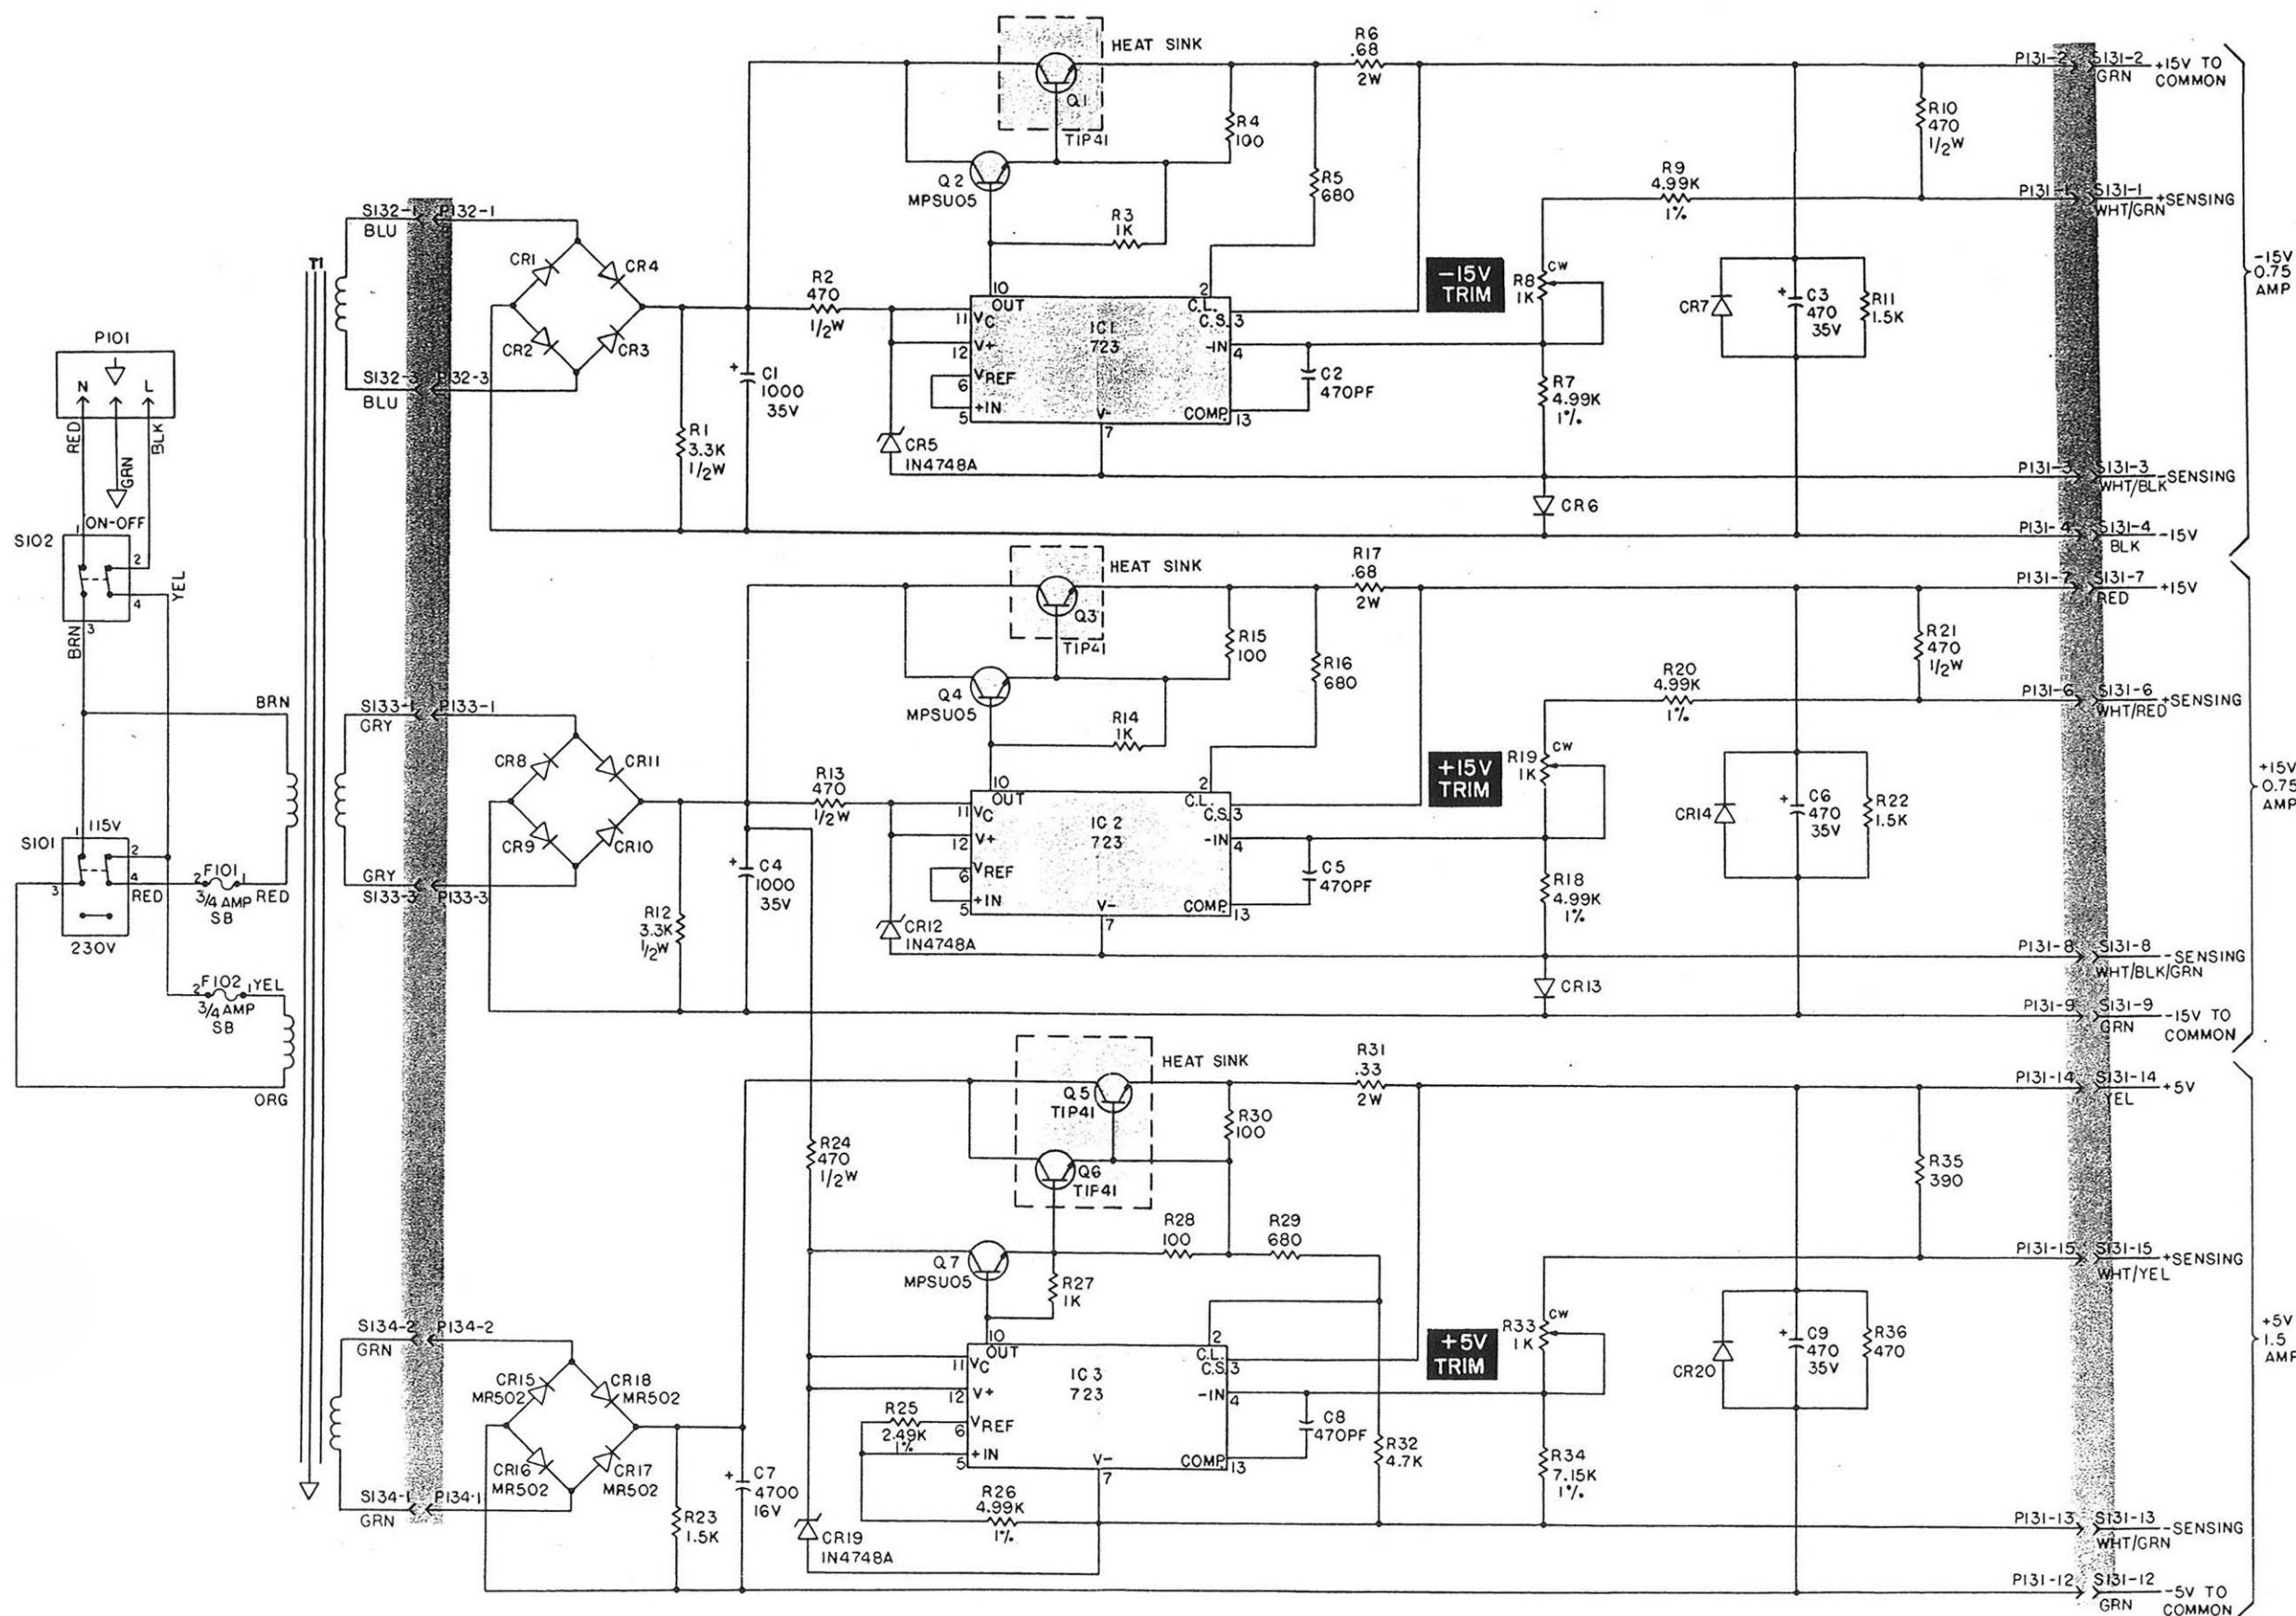 HEAT SINK
Q1
TIP41
R6
.68
2W
R4
100
R5
680
Q2
MPSU05
R3
1K
P131-2
S131-2
GRN
+15V TO
COMMON
R10
470
1/2W
R9
4.99K
1%
P131-1
S131-1
WHT/GRN
+SENSING
S132-1
P132-1
BLU
CR1
CR4
CR2
CR3
S132-3
P132-3
BLU
T1
R2
470
1/2W
10
OUT
2
C.L.
C.S.
3
11
VC
IC1
723
12
V+
-IN
4
VREF
6
+IN
5
V-
7
COMP.
13
-15V
TRIM
R8
1K
CW
CR7
+
C3
470
35V
R11
1.5K
-15V
0.75
AMP
P101
N
L
RED
GRN
BLK
+
C1
1000
35V
R1
3.3K
1/2W
CR5
1N4748A
C2
470PF
R7
4.99K
1%
P131-3
S131-3
WHT/BLK
-SENSING
CR6
P131-4
S131-4
BLK
-15V
ON-OFF
S102
1
2
4
3
YEL
BRN
HEAT SINK
Q3
TIP41
R17
.68
2W
R15
100
R16
680
Q4
MPSU05
R14
1K
P131-7
S131-7
RED
+15V
R21
470
1/2W
R20
4.99K
1%
P131-6
S131-6
WHT/RED
+SENSING
BRN
S133-1
P133-1
GRY
CR8
CR11
CR9
CR10
GRY
S133-3
P133-3
R13
470
1/2W
10
OUT
2
C.L.
C.S.
3
11
VC
IC2
723
12
V+
-IN
4
VREF
6
+IN
5
V-
7
COMP.
13
+15V
TRIM
R19
1K
CW
CR14
+
C6
470
35V
R22
1.5K
+15V
0.75
AMP
S101
115V
1
2
4
3
RED
230V
2
F101
1
3/4 AMP
SB
RED
2
F102
1
YEL
3/4 AMP
SB
ORG
+
C4
1000
35V
R12
3.3K
1/2W
CR12
1N4748A
C5
470PF
R18
4.99K
1%
P131-8
S131-8
WHT/BLK/GRN
-SENSING
CR13
P131-9
S131-9
GRN
-15V TO
COMMON
HEAT SINK
Q5
TIP41
Q6
TIP41
R31
.33
2W
R30
100
R24
470
1/2W
P131-14
S131-14
YEL
+5V
R35
390
Q7
MPSU05
R28
100
R29
680
R27
1K
P131-15
S131-15
WHT/YEL
+SENSING
S134-2
P134-2
GRN
CR15
MR502
CR18
MR502
CR16
MR502
CR17
MR502
S134-1
P134-1
GRN
10
OUT
2
C.L.
C.S.
3
11
VC
IC3
723
12
V+
-IN
4
VREF
6
+IN
5
V-
7
COMP.
13
R25
2.49K
1%
R26
4.99K
1%
+5V
TRIM
R33
1K
CW
CR20
+
C9
470
35V
R36
470
+5V
1.5
AMP
+
C7
4700
16V
R23
1.5K
CR19
1N4748A
C8
470PF
R32
4.7K
R34
7.15K
1%
P131-13
S131-13
WHT/GRN
-SENSING
P131-12
S131-12
GRN
-5V TO
COMMON